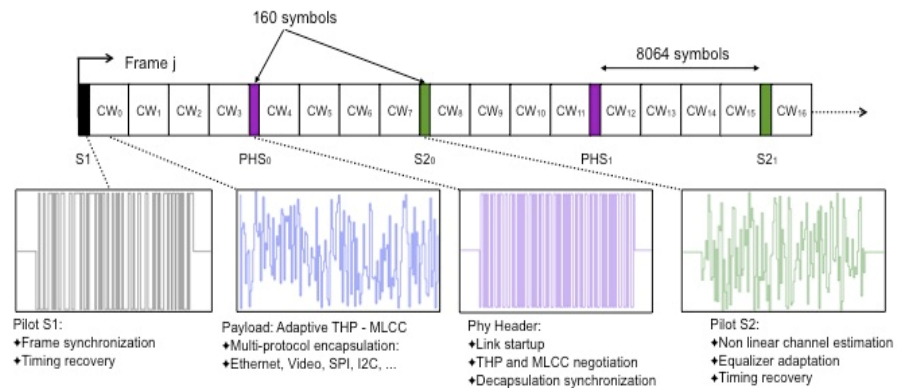 160 symbols
Frame j
8064 symbols
CW0 CW1 CW2 CW3 CW4 CW5 CW6 CW7 CW8 CW9 CW10 CW11 CW12 CW13 CW14 CW15 CW16
S1 PHS0 S20 PHS1 S21
Pilot S1:
✦Frame synchronization
✦Timing recovery
Payload: Adaptive THP - MLCC
✦Multi-protocol encapsulation:
✦Ethernet, Video, SPI, I2C, ...
Phy Header:
✦Link startup
✦THP and MLCC negotiation
✦Decapsulation synchronization
Pilot S2:
✦Non linear channel estimation
✦Equalizer adaptation
✦Timing recovery